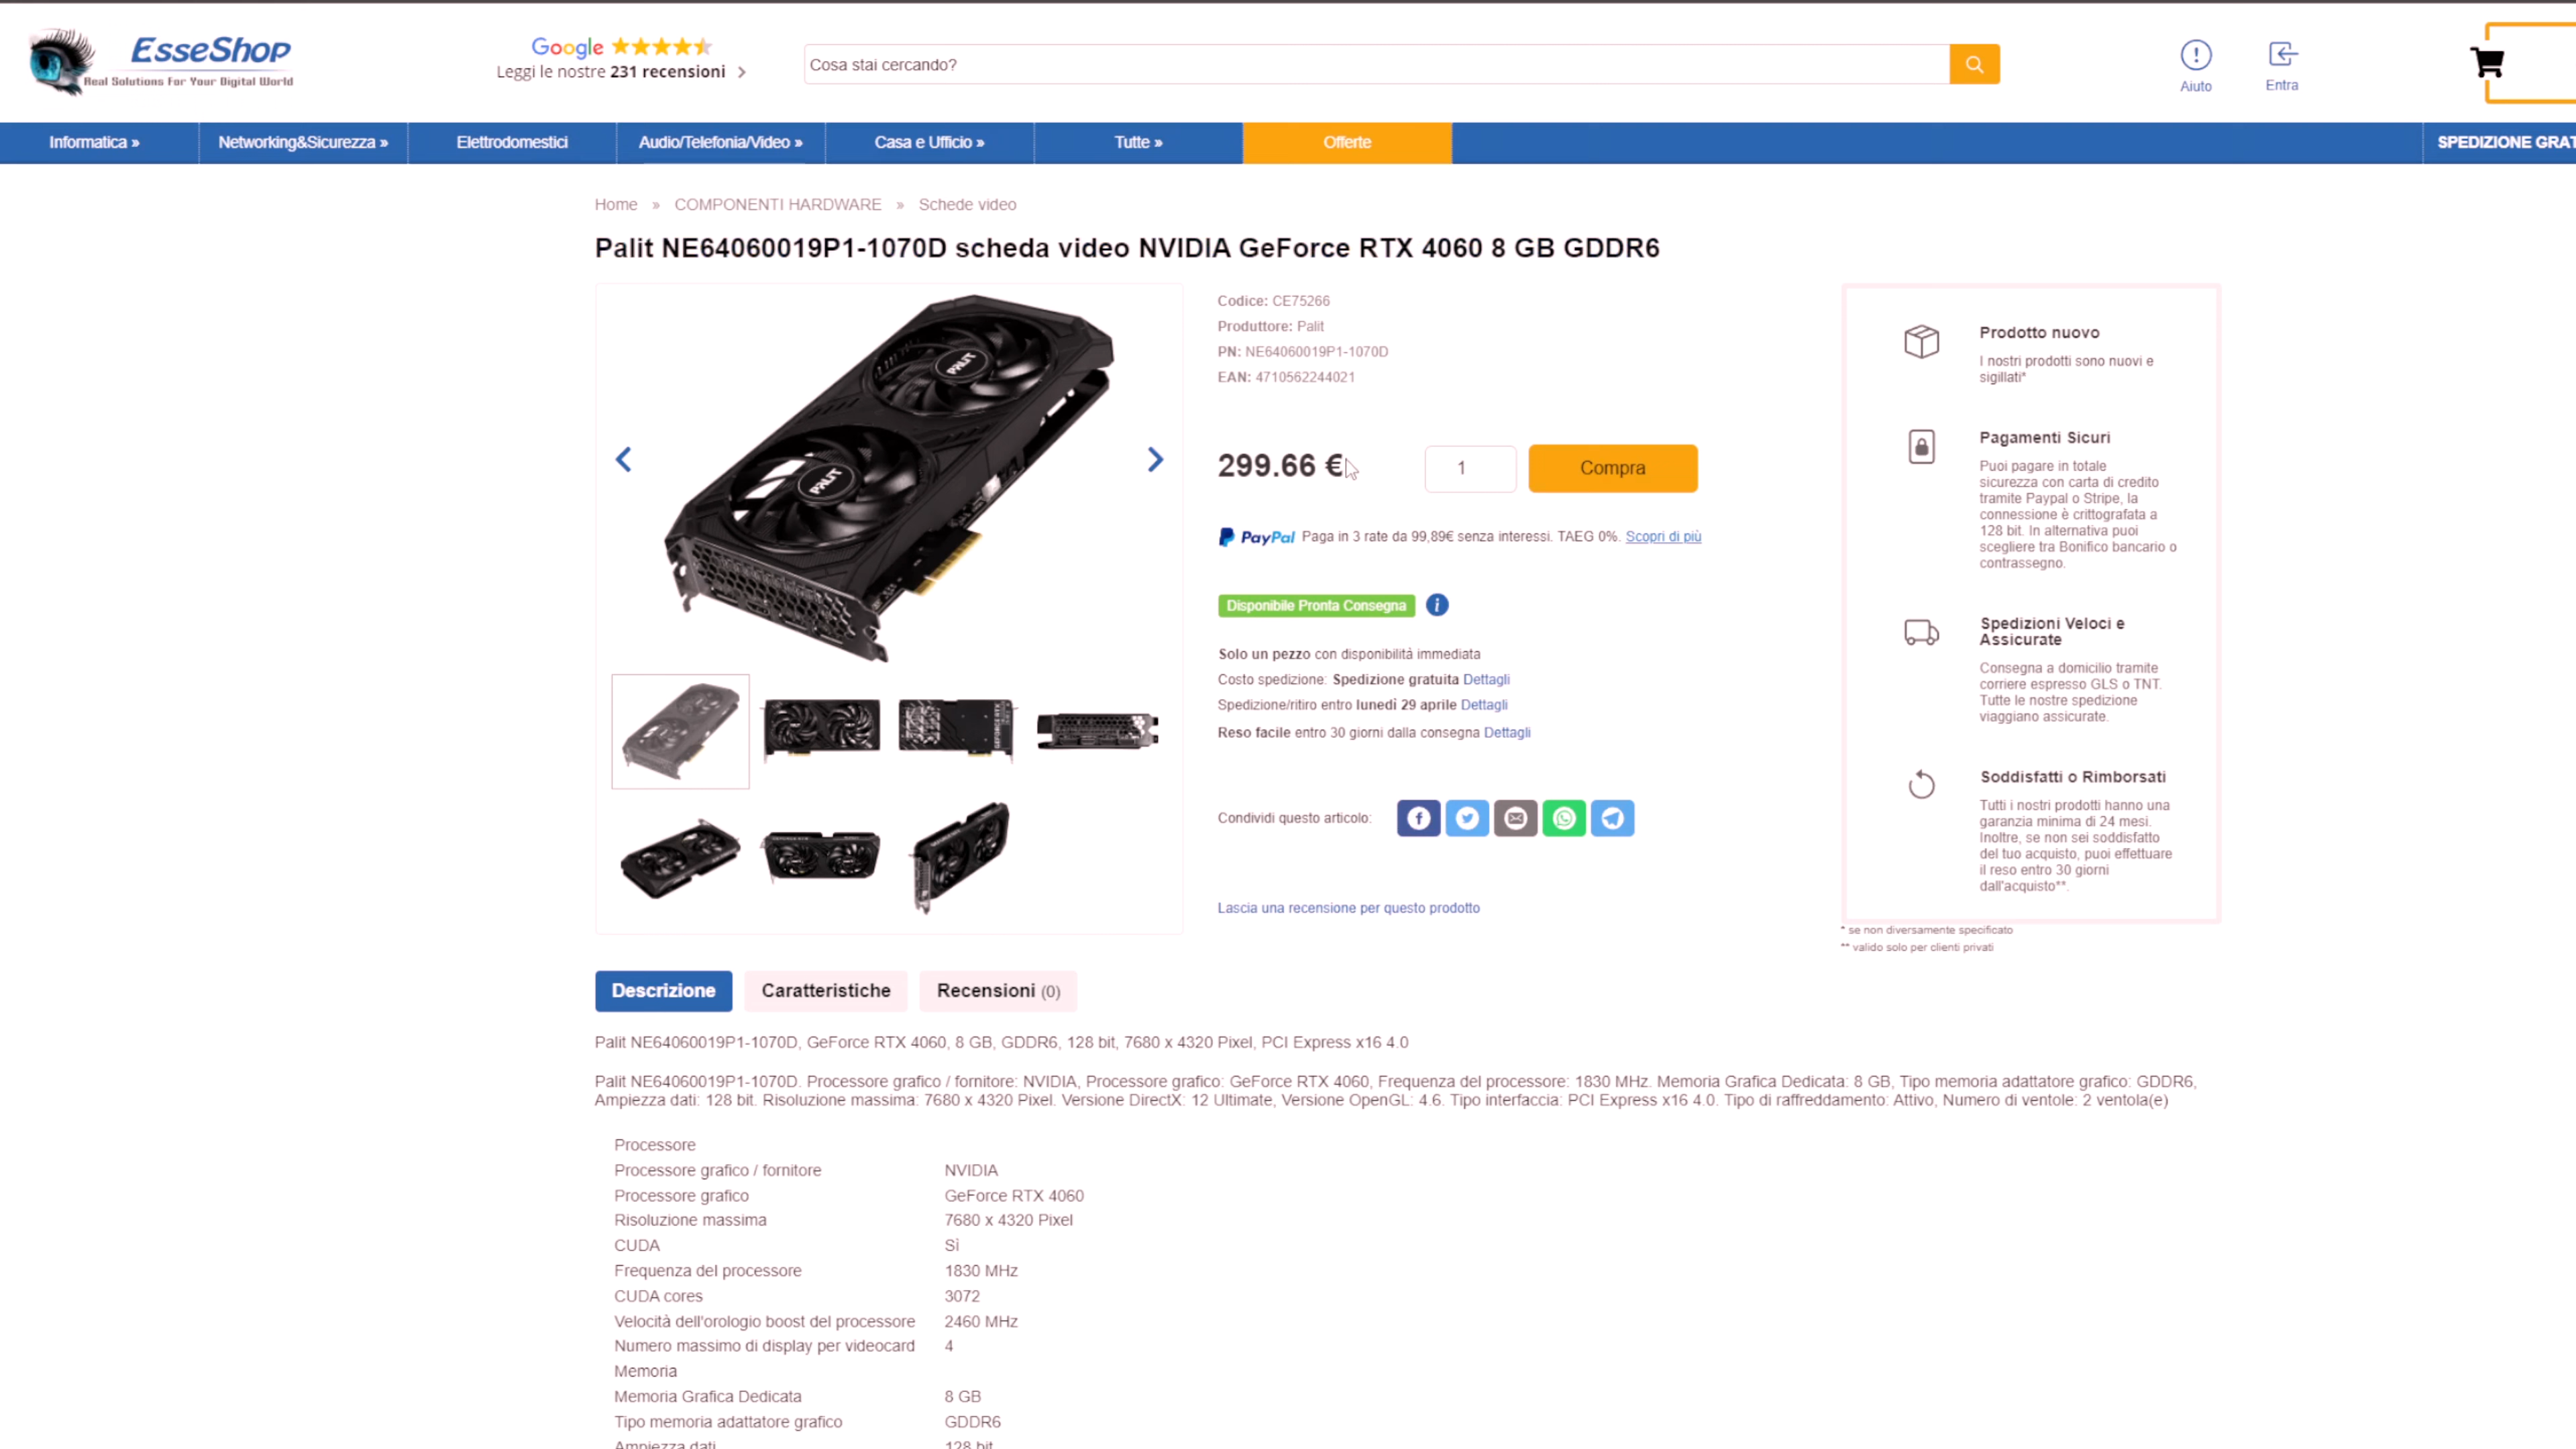 EsseShop
Real Solutions For Your Digital World
Google
Leggi le nostre 231 recensioni
Cosa stai cercando?
Aiuto
Entra
Informatica »
Networking&Sicurezza »
Elettrodomestici
Audio/Telefonia/Video »
Casa e Ufficio »
Tutte »
Offerte
SPEDIZIONE GRAT
Home » COMPONENTI HARDWARE » Schede video
Palit NE64060019P1-1070D scheda video NVIDIA GeForce RTX 4060 8 GB GDDR6
PALIT
PALIT
Codice: CE75266
Produttore: Palit
PN: NE64060019P1-1070D
EAN: 4710562244021
299.66 €
1
Compra
PayPal Paga in 3 rate da 99,89€ senza interessi. TAEG 0%. Scopri di più
Disponibile Pronta Consegna
Solo un pezzo con disponibilità immediata
Costo spedizione: Spedizione gratuita Dettagli
Spedizione/ritiro entro lunedì 29 aprile Dettagli
Reso facile entro 30 giorni dalla consegna Dettagli
Condividi questo articolo:
Lascia una recensione per questo prodotto
Prodotto nuovo
I nostri prodotti sono nuovi e
sigillati*
Pagamenti Sicuri
Puoi pagare in totale
sicurezza con carta di credito
tramite Paypal o Stripe, la
connessione è crittografata a
128 bit. In alternativa puoi
scegliere tra Bonifico bancario o
contrassegno.
Spedizioni Veloci e
Assicurate
Consegna a domicilio tramite
corriere espresso GLS o TNT.
Tutte le nostre spedizione
viaggiano assicurate.
Soddisfatti o Rimborsati
Tutti i nostri prodotti hanno una
garanzia minima di 24 mesi.
Inoltre, se non sei soddisfatto
del tuo acquisto, puoi effettuare
il reso entro 30 giorni
dall'acquisto**.
* se non diversamente specificato
** valido solo per clienti privati
Descrizione
Caratteristiche
Recensioni (0)
Palit NE64060019P1-1070D, GeForce RTX 4060, 8 GB, GDDR6, 128 bit, 7680 x 4320 Pixel, PCI Express x16 4.0
Palit NE64060019P1-1070D. Processore grafico / fornitore: NVIDIA, Processore grafico: GeForce RTX 4060, Frequenza del processore: 1830 MHz. Memoria Grafica Dedicata: 8 GB, Tipo memoria adattatore grafico: GDDR6,
Ampiezza dati: 128 bit. Risoluzione massima: 7680 x 4320 Pixel. Versione DirectX: 12 Ultimate, Versione OpenGL: 4.6. Tipo interfaccia: PCI Express x16 4.0. Tipo di raffreddamento: Attivo, Numero di ventole: 2 ventola(e)
Processore
Processore grafico / fornitore NVIDIA
Processore grafico GeForce RTX 4060
Risoluzione massima 7680 x 4320 Pixel
CUDA Sì
Frequenza del processore 1830 MHz
CUDA cores 3072
Velocità dell'orologio boost del processore 2460 MHz
Numero massimo di display per videocard 4
Memoria
Memoria Grafica Dedicata 8 GB
Tipo memoria adattatore grafico GDDR6
Ampiezza dati 128 bit